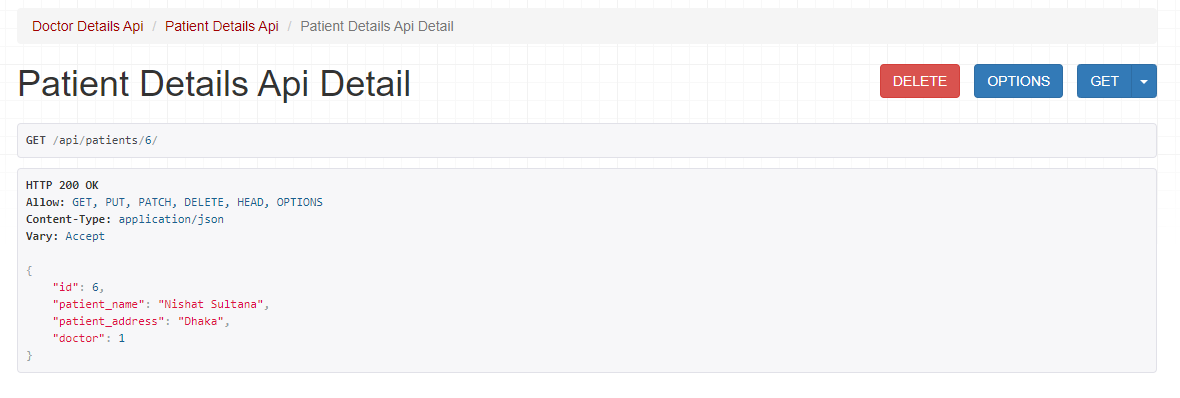 Doctor Details Api / Patient Details Api / Patient Details Api Detail
Patient Details Api Detail
DELETE OPTIONS GET
GET /api/patients/6/
HTTP 200 OK
Allow: GET, PUT, PATCH, DELETE, HEAD, OPTIONS
Content-Type: application/json
Vary: Accept
{
    "id": 6,
    "patient_name": "Nishat Sultana",
    "patient_address": "Dhaka",
    "doctor": 1
}